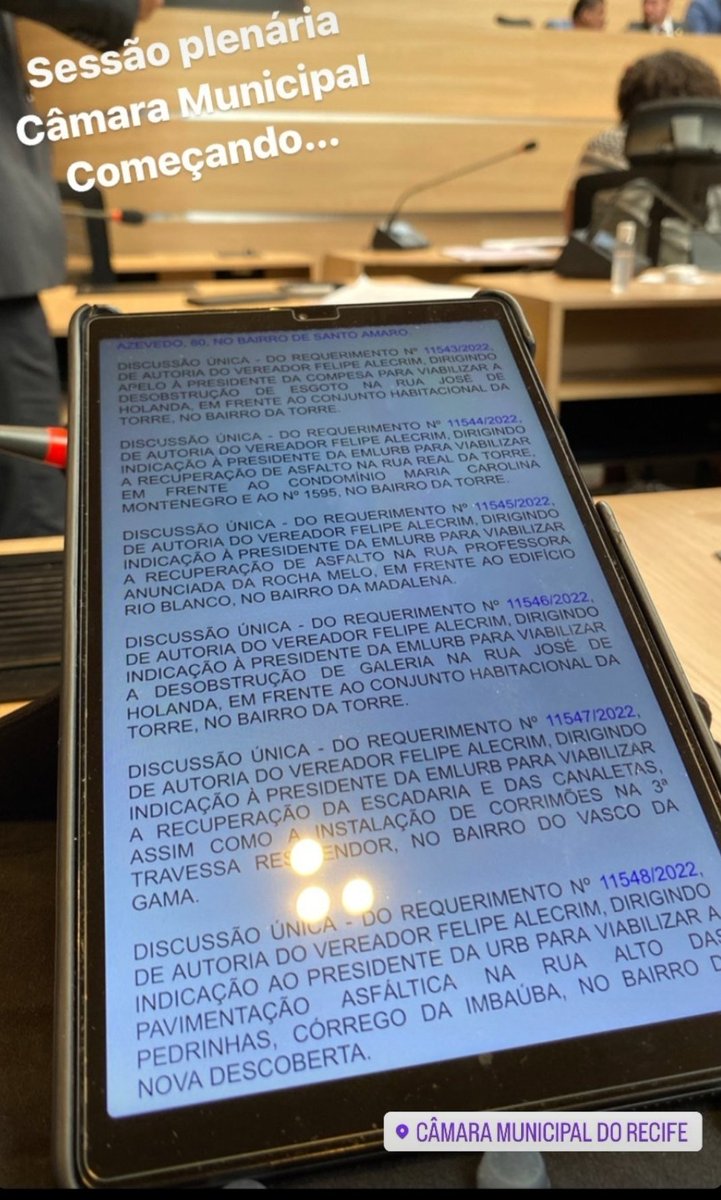 Sessão plenária
Câmara Municipal
Começando...
AZEVEDO, 80, NO BAIRRO DE SANTO AMARO.
DISCUSSÃO ÚNICA - DO REQUERIMENTO Nº 11543/2022,
DE AUTORIA DO VEREADOR FELIPE ALECRIM, DIRIGINDO
APELO À PRESIDENTE DA COMPESA PARA VIABILIZAR A
DESOBSTRUÇÃO DE ESGOTO NA RUA JOSÉ DE
HOLANDA, EM FRENTE AO CONJUNTO HABITACIONAL DA
TORRE, NO BAIRRO DA TORRE.
DISCUSSÃO ÚNICA - DO REQUERIMENTO Nº 11544/2022,
DE AUTORIA DO VEREADOR FELIPE ALECRIM, DIRIGINDO
INDICAÇÃO À PRESIDENTE DA EMLURB PARA VIABILIZAR
A RECUPERAÇÃO DE ASFALTO NA RUA REAL DA TORRE,
EM FRENTE AO CONDOMÍNIO MARIA CAROLINA
MONTENEGRO E AO Nº 1595, NO BAIRRO DA TORRE.
DISCUSSÃO ÚNICA - DO REQUERIMENTO Nº 11545/2022,
DE AUTORIA DO VEREADOR FELIPE ALECRIM, DIRIGINDO
INDICAÇÃO À PRESIDENTE DA EMLURB PARA VIABILIZAR
A RECUPERAÇÃO DE ASFALTO NA RUA PROFESSORA
ANUNCIADA DA ROCHA MELO, EM FRENTE AO EDIFÍCIO
RIO BLANCO, NO BAIRRO DA MADALENA.
DISCUSSÃO ÚNICA - DO REQUERIMENTO Nº 11546/2022,
DE AUTORIA DO VEREADOR FELIPE ALECRIM, DIRIGINDO
INDICAÇÃO À PRESIDENTE DA EMLURB PARA VIABILIZAR
A DESOBSTRUÇÃO DE GALERIA NA RUA JOSÉ DE
HOLANDA, EM FRENTE AO CONJUNTO HABITACIONAL DA
TORRE, NO BAIRRO DA TORRE.
DISCUSSÃO ÚNICA - DO REQUERIMENTO Nº 11547/2022,
DE AUTORIA DO VEREADOR FELIPE ALECRIM, DIRIGINDO
INDICAÇÃO À PRESIDENTE DA EMLURB PARA VIABILIZAR
A RECUPERAÇÃO DA ESCADARIA E DAS CANALETAS,
ASSIM COMO A INSTALAÇÃO DE CORRIMÕES NA 3ª
TRAVESSA , NO BAIRRO DO VASCO DA
GAMA.
DISCUSSÃO ÚNICA - DO REQUERIMENTO Nº 11548/2022,
DE AUTORIA DO VEREADOR FELIPE ALECRIM, DIRIGINDO
INDICAÇÃO AO PRESIDENTE DA URB PARA VIABILIZAR A
PAVIMENTAÇÃO ASFÁLTICA NA RUA ALTO DAS
PEDRINHAS, CÓRREGO DA IMBAÚBA, NO BAIRRO D
NOVA DESCOBERTA.
CÂMARA MUNICIPAL DO RECIFE